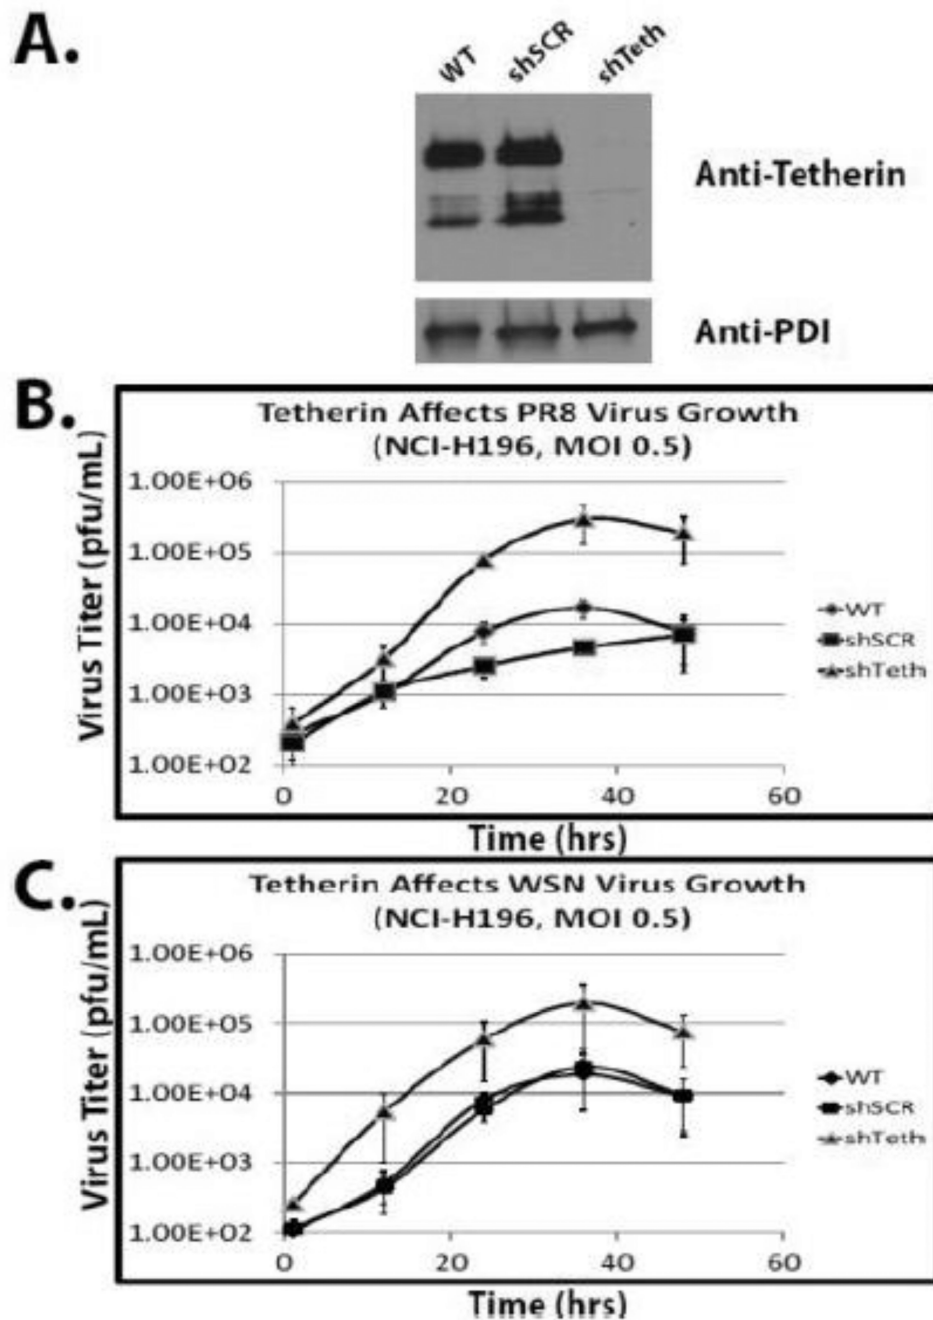 A.
WT shSCR shTeth
Anti-Tetherin
Anti-PDI
B.
Tetherin Affects PR8 Virus Growth
(NCI-H196, MOI 0.5)
Virus Titer (pfu/mL)
1.00E+06
1.00E+05
1.00E+04
1.00E+03
1.00E+02
0 20 40 60
Time (hrs)
WT
shSCR
shTeth
C.
Tetherin Affects WSN Virus Growth
(NCI-H196, MOI 0.5)
Virus Titer (pfu/mL)
1.00E+06
1.00E+05
1.00E+04
1.00E+03
1.00E+02
0 20 40 60
Time (hrs)
WT
shSCR
shTeth